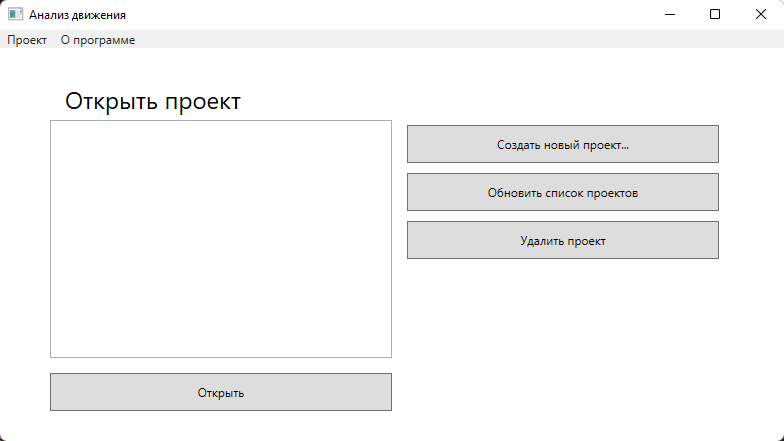 Анализ движения
Проект О программе
Открыть проект
Создать новый проект...
Обновить список проектов
Удалить проект
Открыть